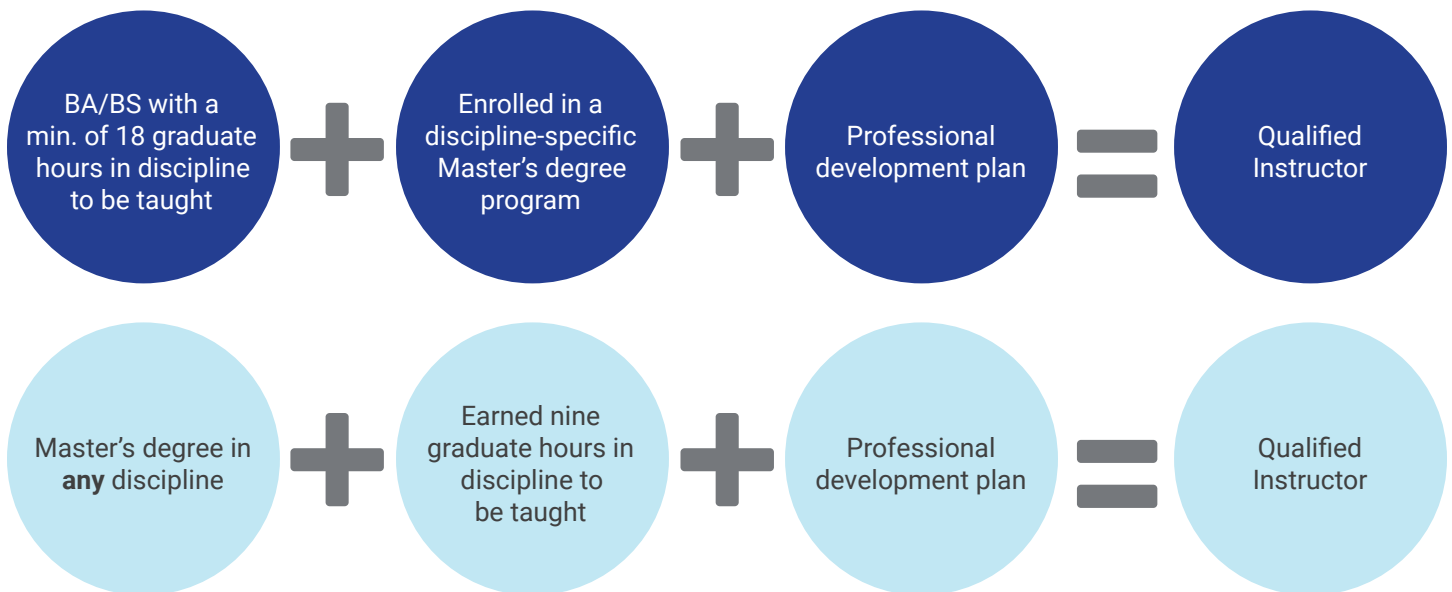 BA/BS with a
min. of 18 graduate
hours in discipline
to be taught
Enrolled in a
discipline-specific
Master’s degree
program
Professional
development plan
Qualified
Instructor
Master’s degree in
any discipline
Earned nine
graduate hours in
discipline to
be taught
Professional
development plan
Qualified
Instructor